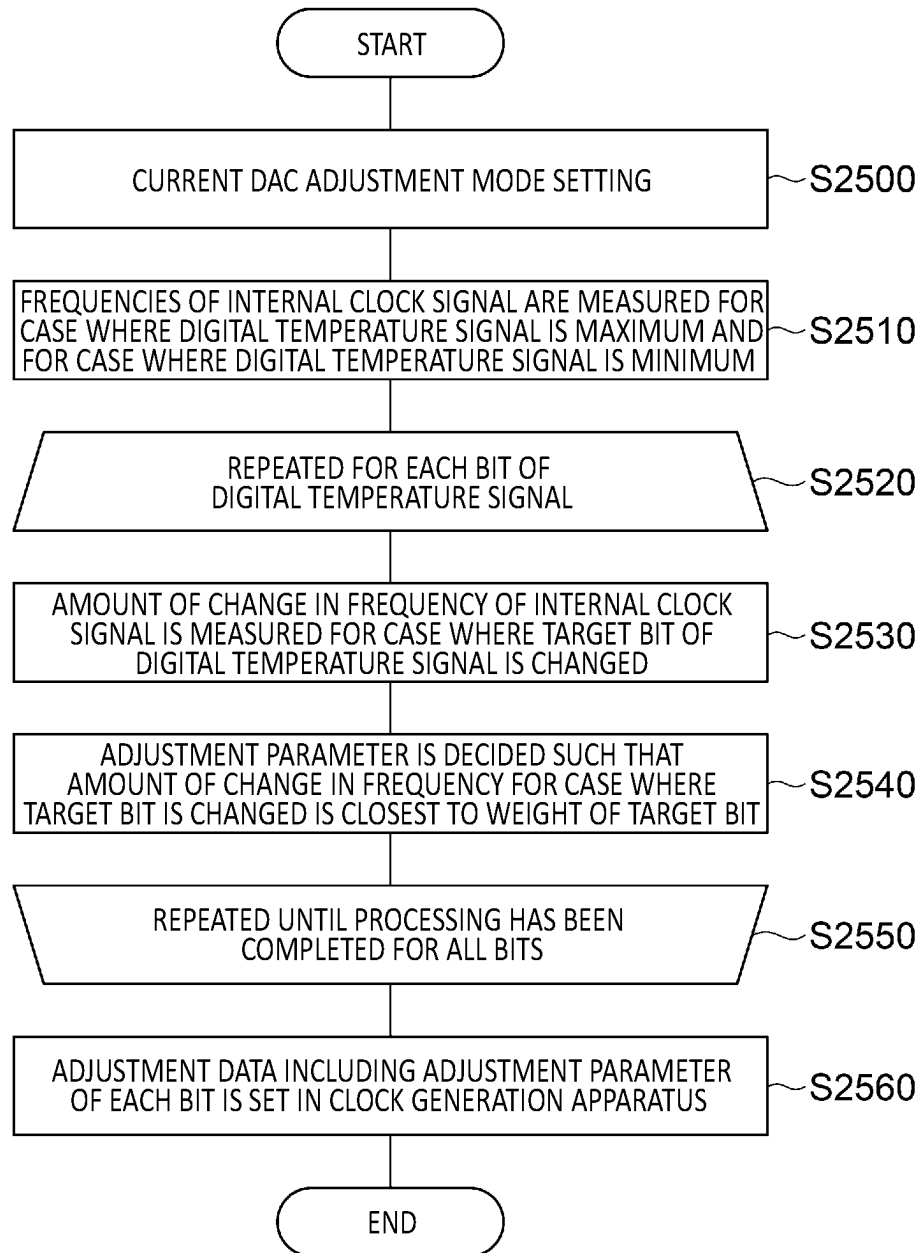 START
CURRENT DAC ADJUSTMENT MODE SETTING
S2500
FREQUENCIES OF INTERNAL CLOCK SIGNAL ARE MEASURED FOR
CASE WHERE DIGITAL TEMPERATURE SIGNAL IS MAXIMUM AND
FOR CASE WHERE DIGITAL TEMPERATURE SIGNAL IS MINIMUM
S2510
REPEATED FOR EACH BIT OF
DIGITAL TEMPERATURE SIGNAL
S2520
AMOUNT OF CHANGE IN FREQUENCY OF INTERNAL CLOCK
SIGNAL IS MEASURED FOR CASE WHERE TARGET BIT OF
DIGITAL TEMPERATURE SIGNAL IS CHANGED
S2530
ADJUSTMENT PARAMETER IS DECIDED SUCH THAT
AMOUNT OF CHANGE IN FREQUENCY FOR CASE WHERE
TARGET BIT IS CHANGED IS CLOSEST TO WEIGHT OF TARGET BIT
S2540
REPEATED UNTIL PROCESSING HAS BEEN
COMPLETED FOR ALL BITS
S2550
ADJUSTMENT DATA INCLUDING ADJUSTMENT PARAMETER
OF EACH BIT IS SET IN CLOCK GENERATION APPARATUS
S2560
END